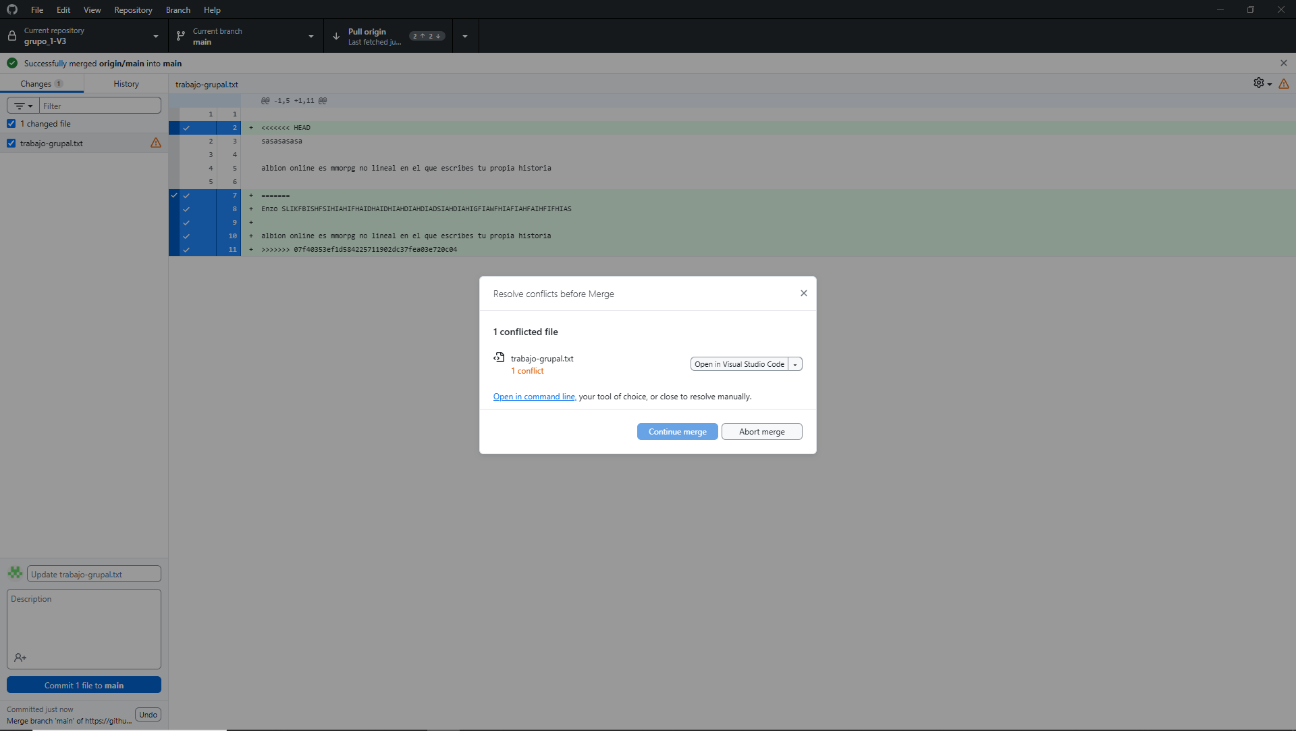 File Edit View Repository Branch Help
Current repository
grupo_1-V3
Current branch
main
Pull origin
Last fetched ju...
2 ↑ 2 ↓
Successfully merged origin/main into main
Changes 1
History
Filter
1 changed file
trabajo-grupal.txt
trabajo-grupal.txt
@@ -1,5 +1,11 @@
1 1
2 + <<<<<<< HEAD
2 3 sasasasasa
3 4
4 5 albion online es mmorpg no lineal en el que escribes tu propia historia
5 6
7 + =======
8 + Enzo SLIKFBISHFSIHIAHIFHAIDHAIDHIAHDIAHDIADSIAHDIAHIGFIAWFHIAFIAHFAIHFIFHIAS
9 +
10 + albion online es mmorpg no lineal en el que escribes tu propia historia
11 + >>>>>>> 07f40353ef1d584225711902dc37fea03e720c04
Resolve conflicts before Merge
1 conflicted file
trabajo-grupal.txt
1 conflict
Open in Visual Studio Code
Open in command line, your tool of choice, or close to resolve manually.
Continue merge
Abort merge
Update trabajo-grupal.txt
Description
Commit 1 file to main
Committed just now
Merge branch 'main' of https://githu...
Undo